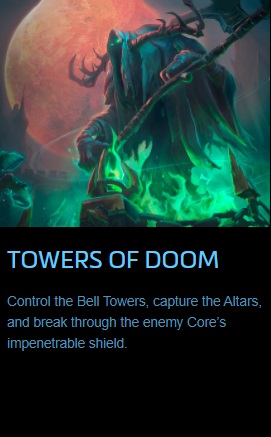 TOWERS OF DOOM
Control the Bell Towers, capture the Altars,
and break through the enemy Core's
impenetrable shield.